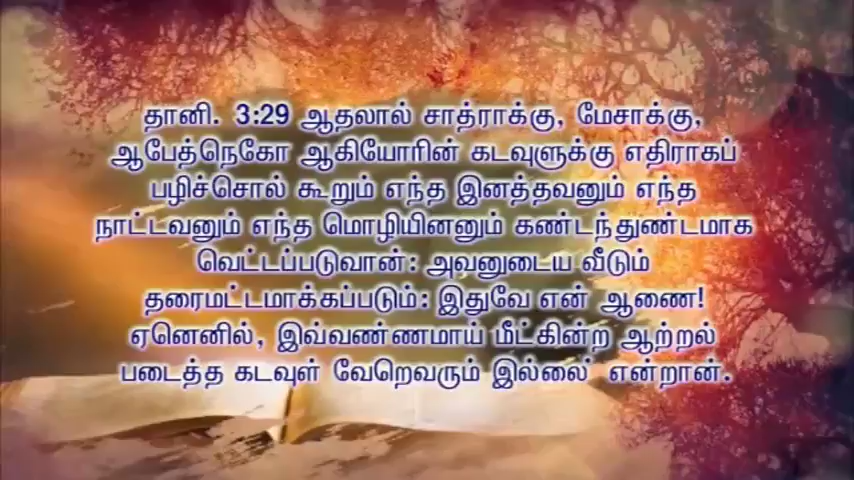 தானி. 3:29 ஆதலால் சாத்ராக்கு, மேசாக்கு,
ஆபேத்நெகோ ஆகியோரின் கடவுளுக்கு எதிராகப்
பழிச்சொல் கூறும் எந்த இனத்தவனும் எந்த
நாட்டவனும் எந்த மொழியினனும் கண்டந்துண்டமாக
வெட்டப்படுவான்: அவனுடைய வீடும்
தரைமட்டமாக்கப்படும்: இதுவே என் ஆணை!
ஏனெனில், இவ்வண்ணமாய் மீட்கின்ற ஆற்றல்
படைத்த கடவுள் வேறெவரும் இல்லை' என்றான்.